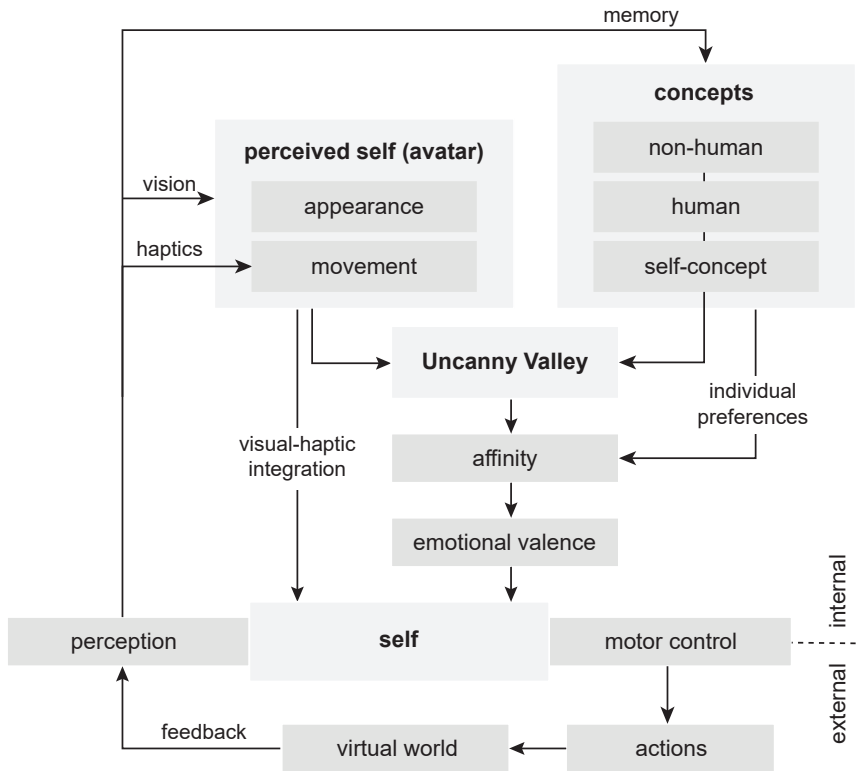 memory
concepts
perceived self (avatar)
non-human
vision
appearance
human
haptics
movement
self-concept
Uncanny Valley
individual
preferences
visual-haptic
integration
affinity
emotional valence
internal
perception
self
motor control
external
feedback
virtual world
actions